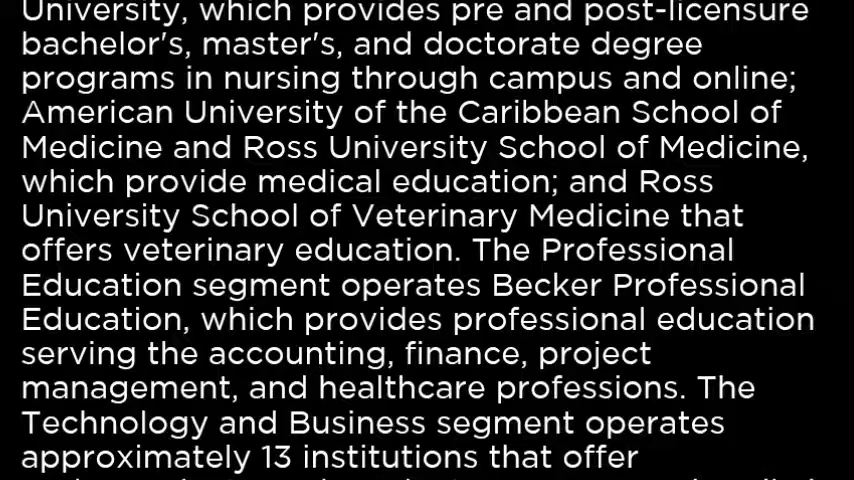 University, which provides pre and post-licensure
bachelor's, master's, and doctorate degree
programs in nursing through campus and online;
American University of the Caribbean School of
Medicine and Ross University School of Medicine,
which provide medical education; and Ross
University School of Veterinary Medicine that
offers veterinary education. The Professional
Education segment operates Becker Professional
Education, which provides professional education
serving the accounting, finance, project
management, and healthcare professions. The
Technology and Business segment operates
approximately 13 institutions that offer